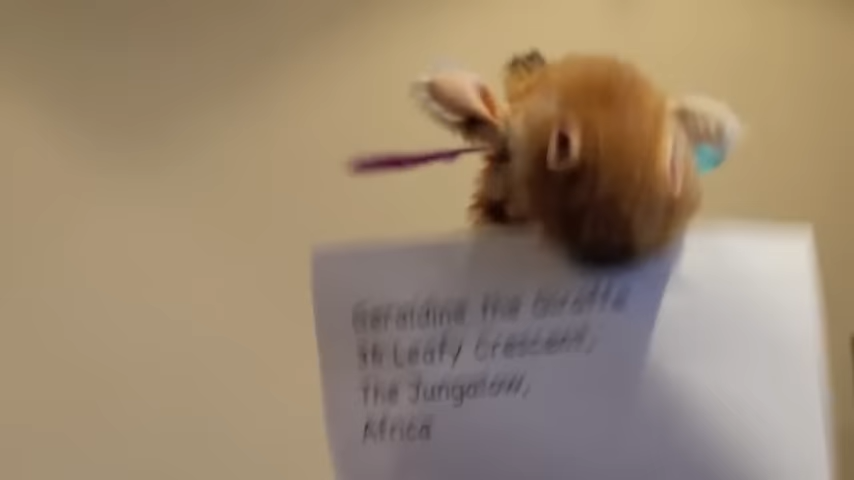 Geraldine the Giraffe
Leafy Crescent,
The Jungalow,
Africa